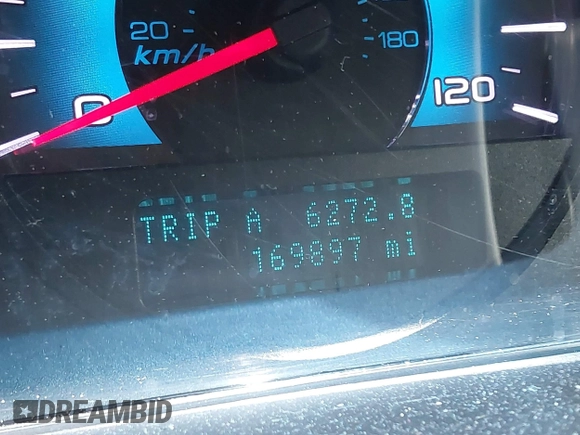 20
km/h
180
0
120
TRIP A 6272.8
169897 mi
DREAMBID